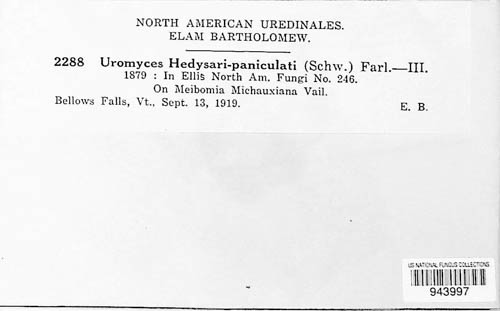 NORTH AMERICAN UREDINALES.
ELAM BARTHOLOMEW.
2288 Uromyces Hedysari-paniculati (Schw.) Farl.—III.
1879 : In Ellis North Am. Fungi No. 246.
On Meibomia Michauxiana Vail.
Bellows Falls, Vt., Sept. 13, 1919. E. B.
US NATIONAL FUNGUS COLLECTIONS
943997